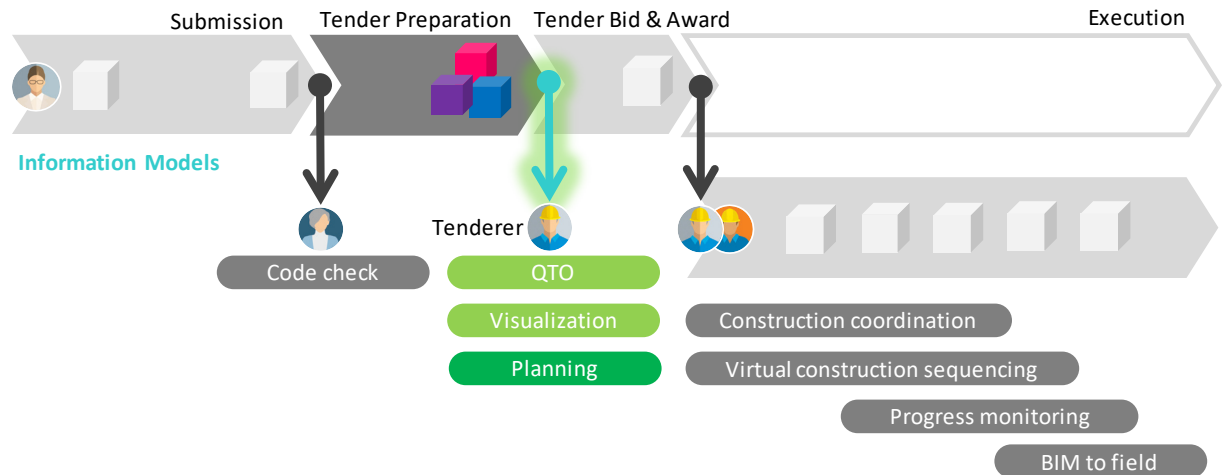 Submission
Tender Preparation
Tender Bid & Award
Execution
Information Models
Tenderer
Code check
QTO
Visualization
Construction coordination
Planning
Virtual construction sequencing
Progress monitoring
BIM to field